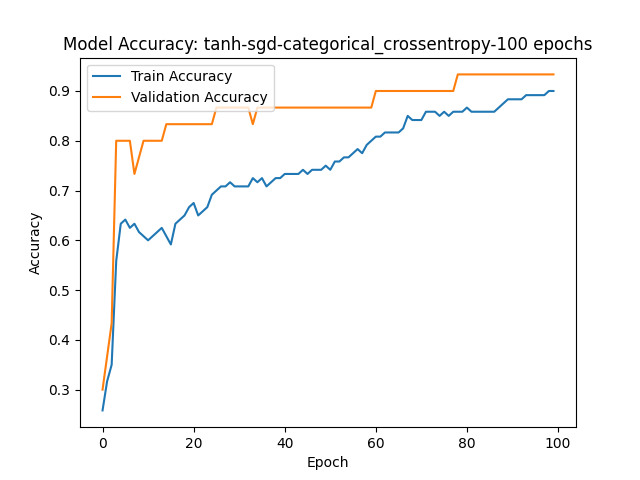 Model Accuracy: tanh-sgd-categorical_crossentropy-100 epochs
Train Accuracy
Validation Accuracy
Accuracy
0.9
0.8
0.7
0.6
0.5
0.4
0.3
0 20 40 60 80 100
Epoch